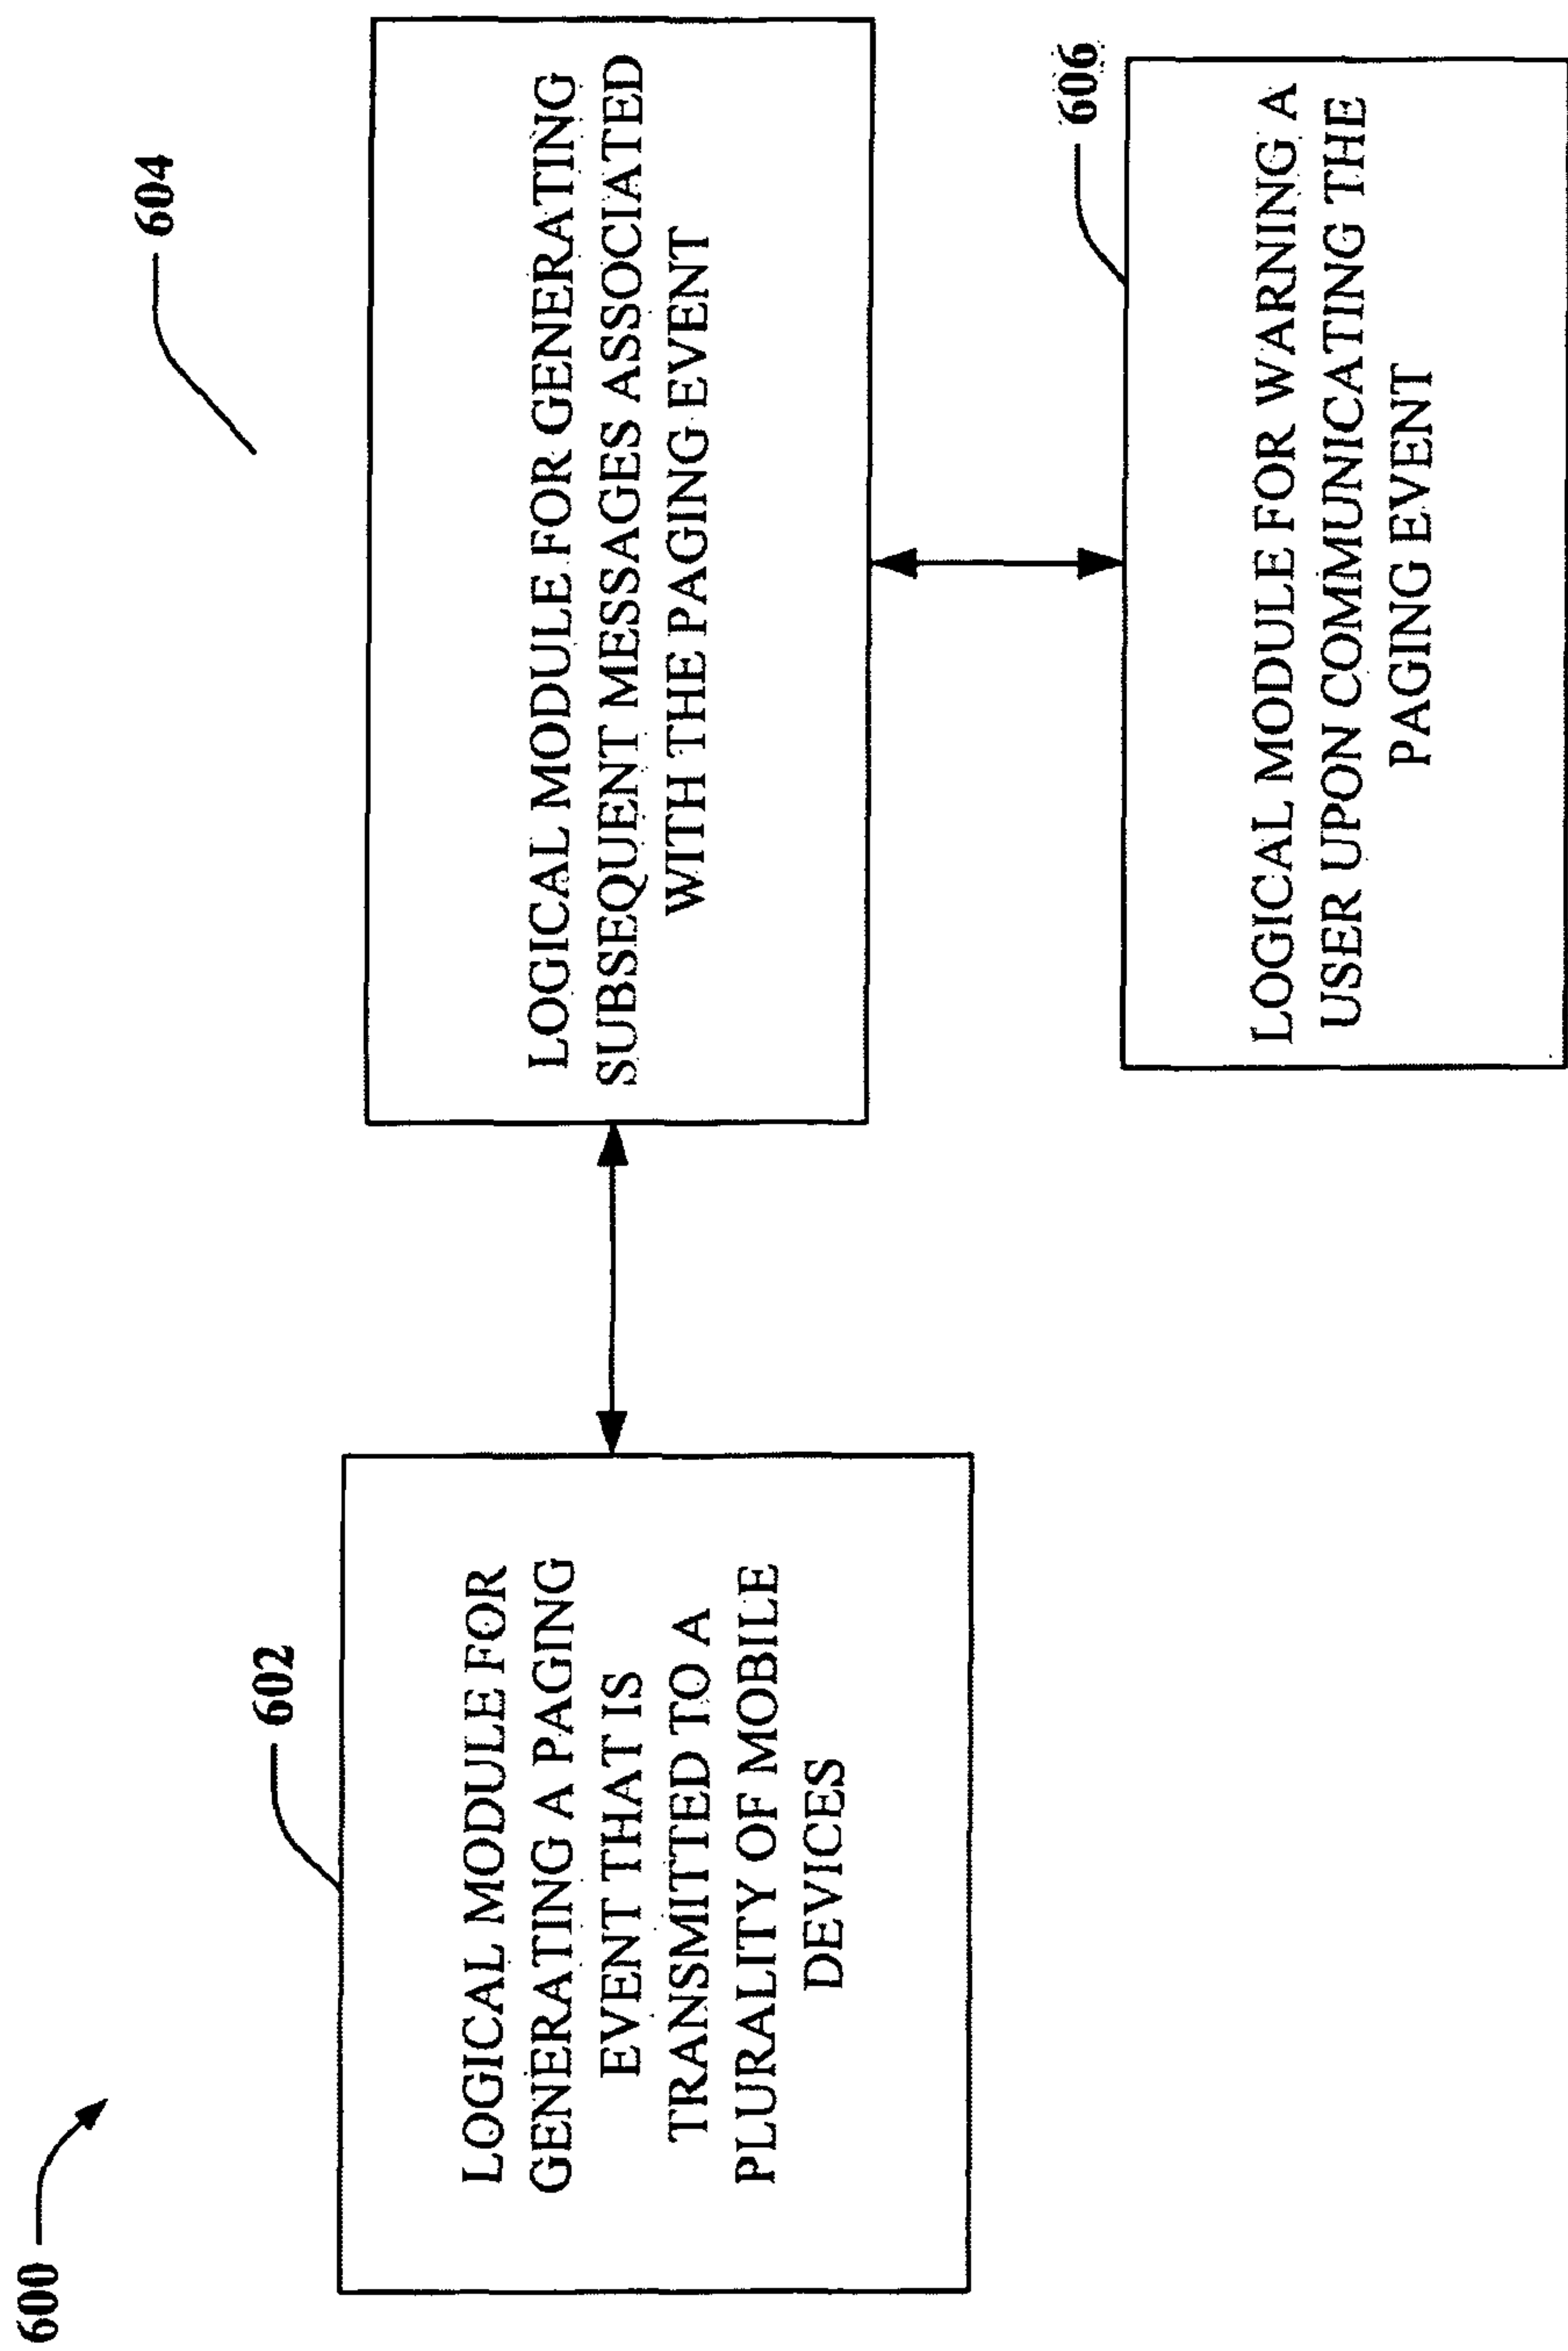 600
602
LOGICAL MODULE FOR
GENERATING A PAGING
EVENT THAT IS
TRANSMITTED TO A
PLURALITY OF MOBILE
DEVICES
604
LOGICAL MODULE FOR GENERATING
SUBSEQUENT MESSAGES ASSOCIATED
WITH THE PAGING EVENT
606
LOGICAL MODULE FOR WARNING A
USER UPON COMMUNICATING THE
PAGING EVENT